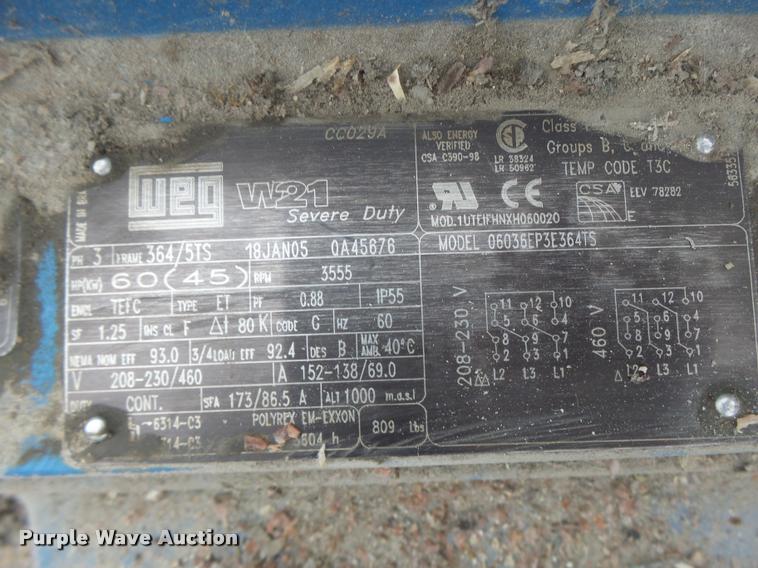 CC029A
MADE IN
WEG W21
Severe Duty
PH 3 FRAME 364/5TS 18JAN05 0A45676
HP(KW) 60(45) RPM 3555
ENCL TEFC TYPE ET PF 0.88 IP55
SF 1.25 INS CL F Δt 80 K CODE G HZ 60
NEMA NOM EFF 93.0 3/4 LOAD EFF 92.4 DES B MAX AMB 40°C
V 208-230/460 A 152-138/69.0
DUTY CONT. SFA 173/86.5 A ALT 1000 m.a.s.l
6314-C3 POLYREX EM-EXXON
6314-C3 h 809 lbs
ALSO ENERGY
VERIFIED
CSA C390-98
LR 58324
LR 50962
Class
Groups B, C and
TEMP CODE T3C
MOD.1UTEIFHNXH060020
CSA
E
EEV 78282
MODEL 06036EP3E364TS
208-230 V
11 12 10
5 6 4
8 9 7
2 3 1
L2 L3 L1
460 V
11 12 10
8 9 7
5 6 4
2 3 1
L2 L3 L1
Purple Wave Auction